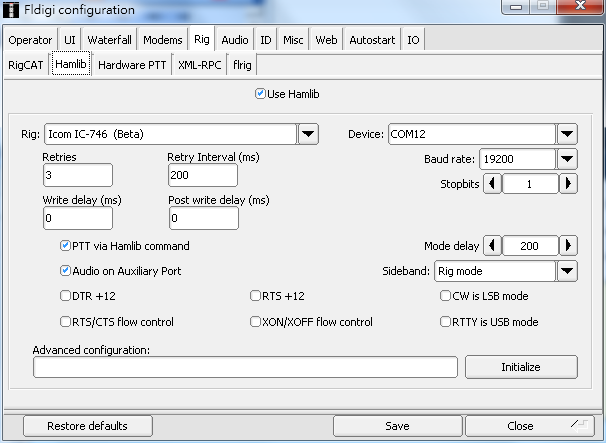 Fldigi configuration
Operator UI Waterfall Modems Rig Audio ID Misc Web Autostart IO
RigCAT Hamlib Hardware PTT XML-RPC flrig
Use Hamlib
Rig: Icom IC-746 (Beta) Device: COM12
Retries Retry Interval (ms) Baud rate: 19200
3 200 Stopbits 1
Write delay (ms) Post write delay (ms)
0 0
PTT via Hamlib command Mode delay 200
Audio on Auxiliary Port Sideband: Rig mode
DTR +12 RTS +12 CW is LSB mode
RTS/CTS flow control XON/XOFF flow control RTTY is USB mode
Advanced configuration:
Initialize
Restore defaults Save Close